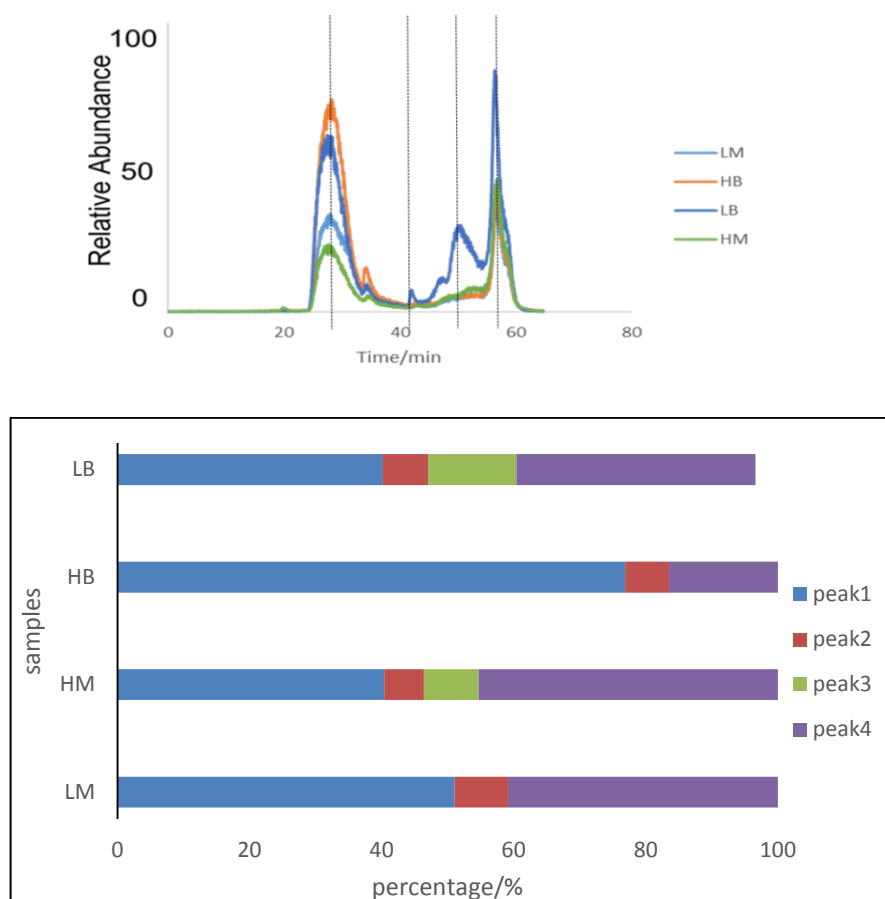 100
50
0
Relative Abundance
0 20 40 60 80
Time/min
LM
HB
LB
HM
LB
HB
HM
LM
samples
0 20 40 60 80 100
percentage/%
peak1
peak2
peak3
peak4